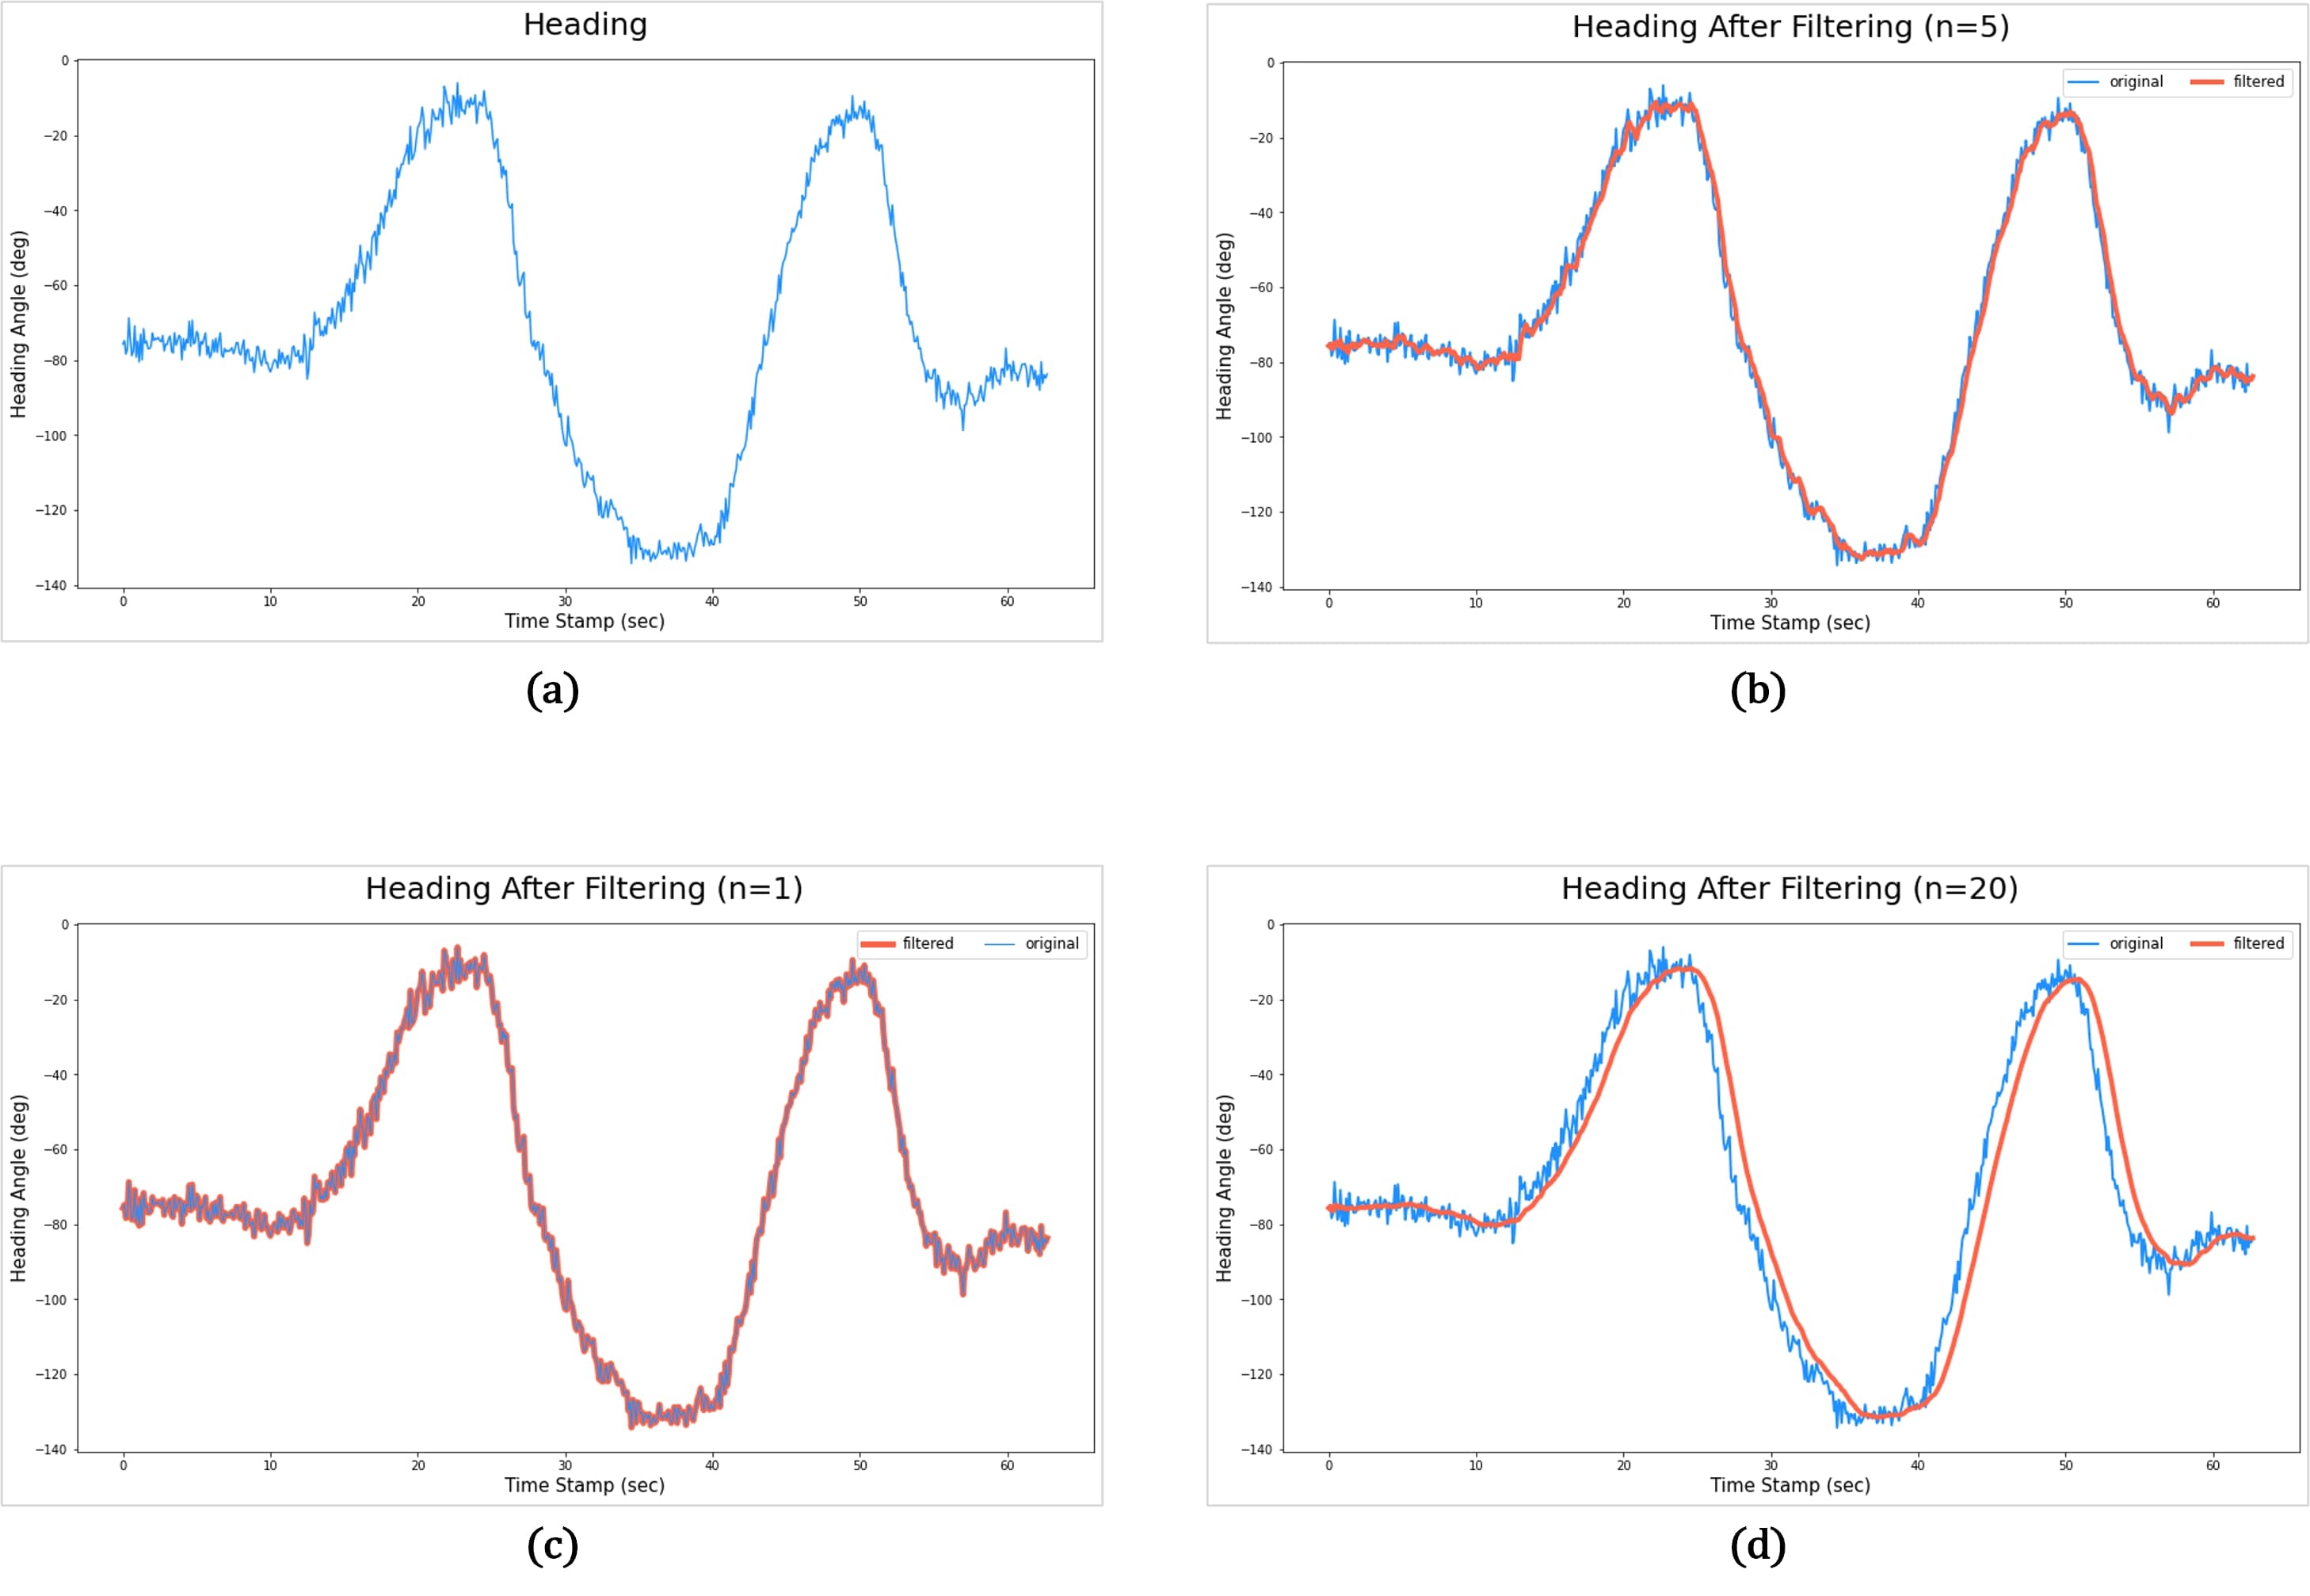 Heading
0
−20
−40
−60
−80
−100
−120
−140
Heading Angle (deg)
0 10 20 30 40 50 60
Time Stamp (sec)
(a)
Heading After Filtering (n=5)
original filtered
0
−20
−40
−60
−80
−100
−120
−140
Heading Angle (deg)
0 10 20 30 40 50 60
Time Stamp (sec)
(b)
Heading After Filtering (n=1)
filtered original
0
−20
−40
−60
−80
−100
−120
−140
Heading Angle (deg)
0 10 20 30 40 50 60
Time Stamp (sec)
(c)
Heading After Filtering (n=20)
original filtered
0
−20
−40
−60
−80
−100
−120
−140
Heading Angle (deg)
0 10 20 30 40 50 60
Time Stamp (sec)
(d)